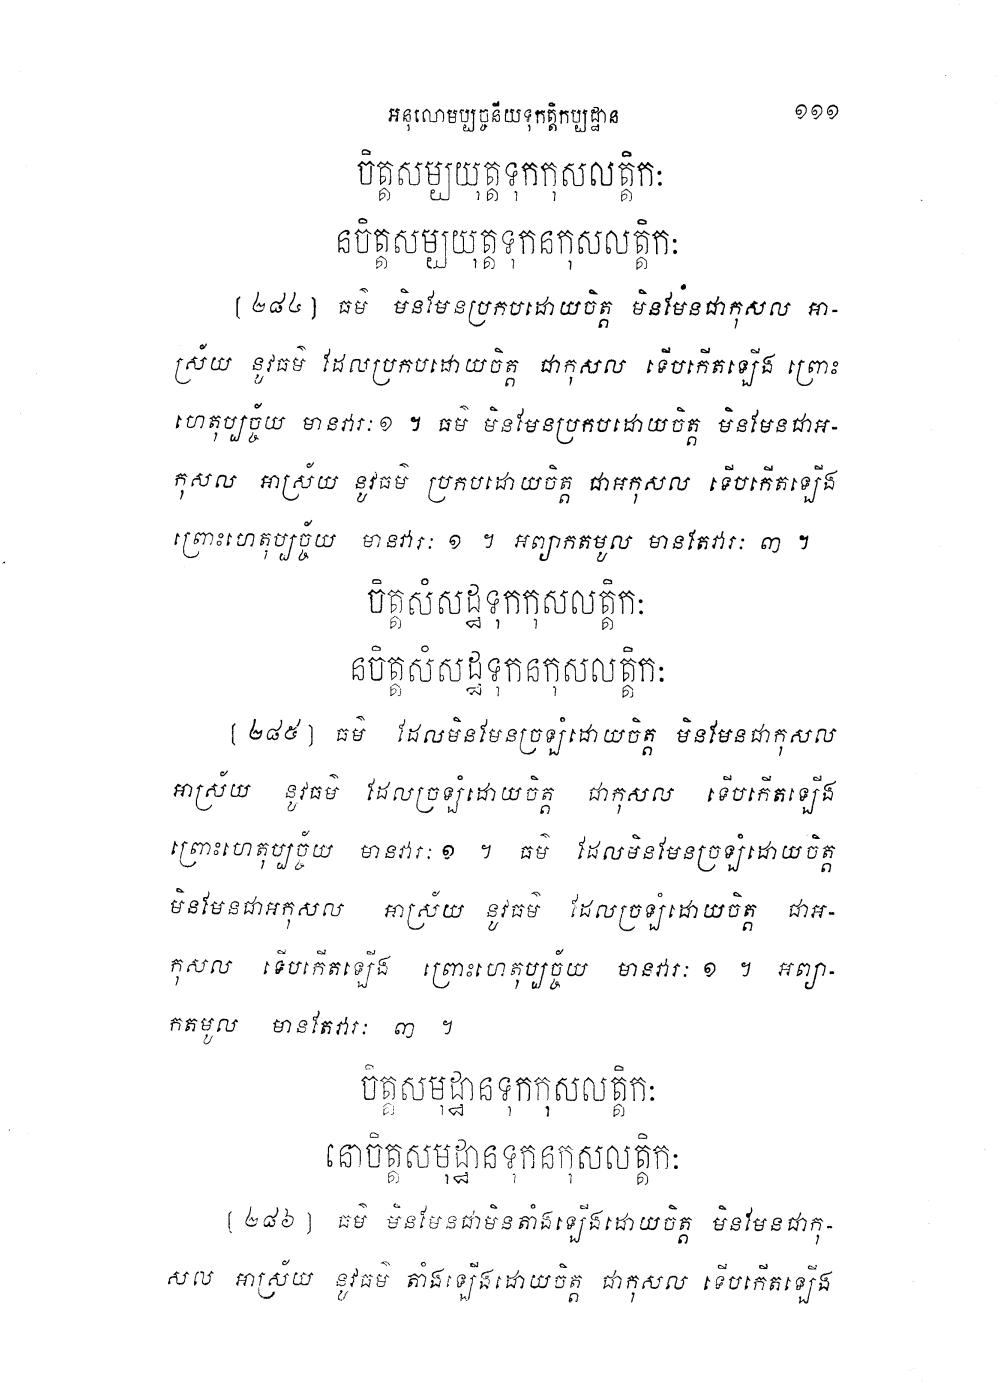 អនុលោមប្បច្ចនីយទុកត្តិកប្បដ្ឋាន ១១១
ចិត្តសម្បយុត្តទុកកុសលត្តិកៈ
នចិត្តសម្បយុត្តទុកនកុសលត្តិកៈ
[២៨៤] ធម៌ មិនមែនប្រកបដោយចិត្ត មិនមែនជាកុសល អា-
ស្រ័យ នូវធម៌ ដែលប្រកបដោយចិត្ត ជាកុសល ទើបកើតឡើង ព្រោះ
ហេតុប្បច្ច័យ មានវារៈ១ ។ ធម៌ មិនមែនប្រកបដោយចិត្ត មិនមែនជាអ-
កុសល អាស្រ័យ នូវធម៌ ប្រកបដោយចិត្ត ជាអកុសល ទើបកើតឡើង
ព្រោះហេតុប្បច្ច័យ មានវារៈ ១ ។ អព្យាកតមូល មានតែវារៈ ៣ ។
ចិត្តសំសដ្ឋទុកកុសលត្តិកៈ
នចិត្តសំសដ្ឋទុកនកុសលត្តិកៈ
[២៨៥] ធម៌ ដែលមិនមែនច្រឡំដោយចិត្ត មិនមែនជាកុសល
អាស្រ័យ នូវធម៌ ដែលច្រឡំដោយចិត្ត ជាកុសល ទើបកើតឡើង
ព្រោះហេតុប្បច្ច័យ មានវារៈ១ ។ ធម៌ ដែលមិនមែនច្រឡំដោយចិត្ត
មិនមែនជាអកុសល អាស្រ័យ នូវធម៌ ដែលច្រឡំដោយចិត្ត ជាអ-
កុសល ទើបកើតឡើង ព្រោះហេតុប្បច្ច័យ មានវារៈ ១ ។ អព្យា-
កតមូល មានតែវារៈ ៣ ។
ចិត្តសមុដ្ឋានទុកកុសលត្តិកៈ
នោចិត្តសមុដ្ឋានទុកនកុសលត្តិកៈ
[២៨៦] ធម៌ មិនមែនជាមិនតាំងឡើងដោយចិត្ត មិនមែនជាកុ-
សល អាស្រ័យ នូវធម៌ តាំងឡើងដោយចិត្ត ជាកុសល ទើបកើតឡើង